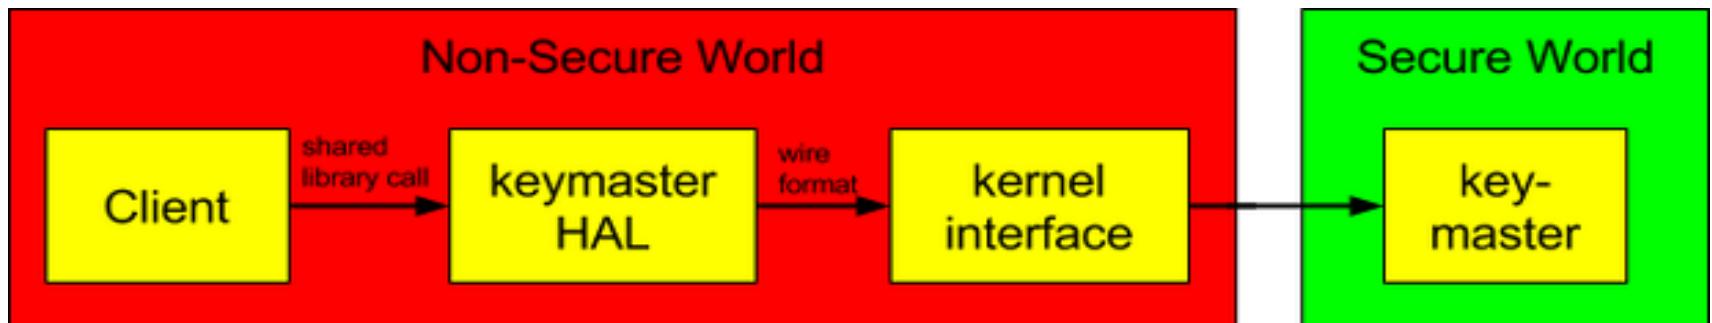 Non-Secure World
Secure World
Client
shared
library call
keymaster
HAL
wire
format
kernel
interface
key-
master